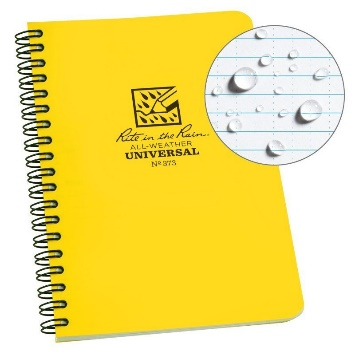 Rite in the Rain
ALL-WEATHER
UNIVERSAL
Nº 373